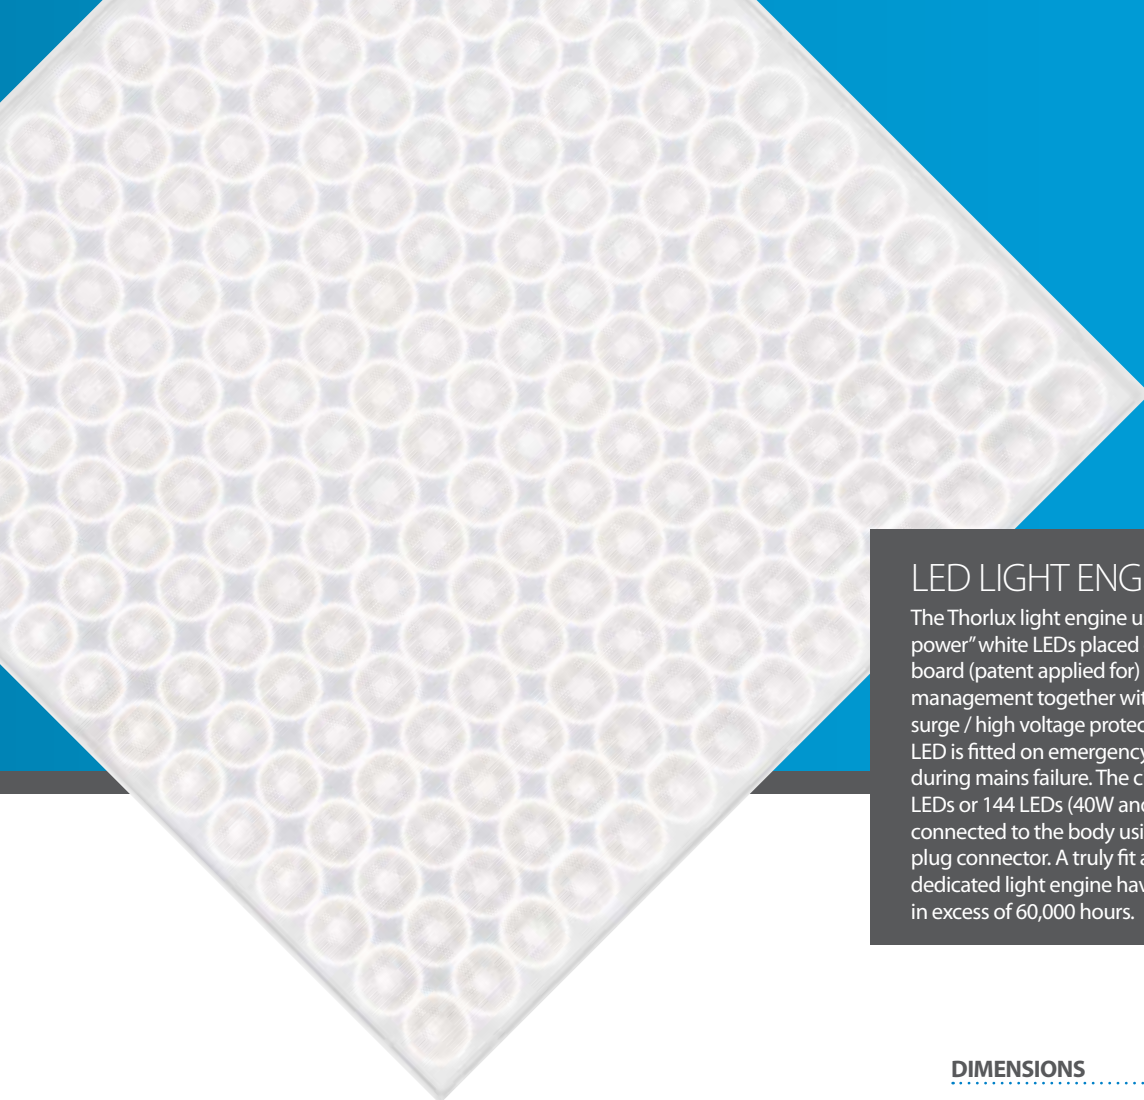 LED LIGHT ENG
The Thorlux light engine u
power” white LEDs placed
board (patent applied for)
management together wit
surge / high voltage protec
LED is fitted on emergency
during mains failure. The c
LEDs or 144 LEDs (40W and
connected to the body usi
plug connector. A truly fit a
dedicated light engine hav
in excess of 60,000 hours.
DIMENSIONS